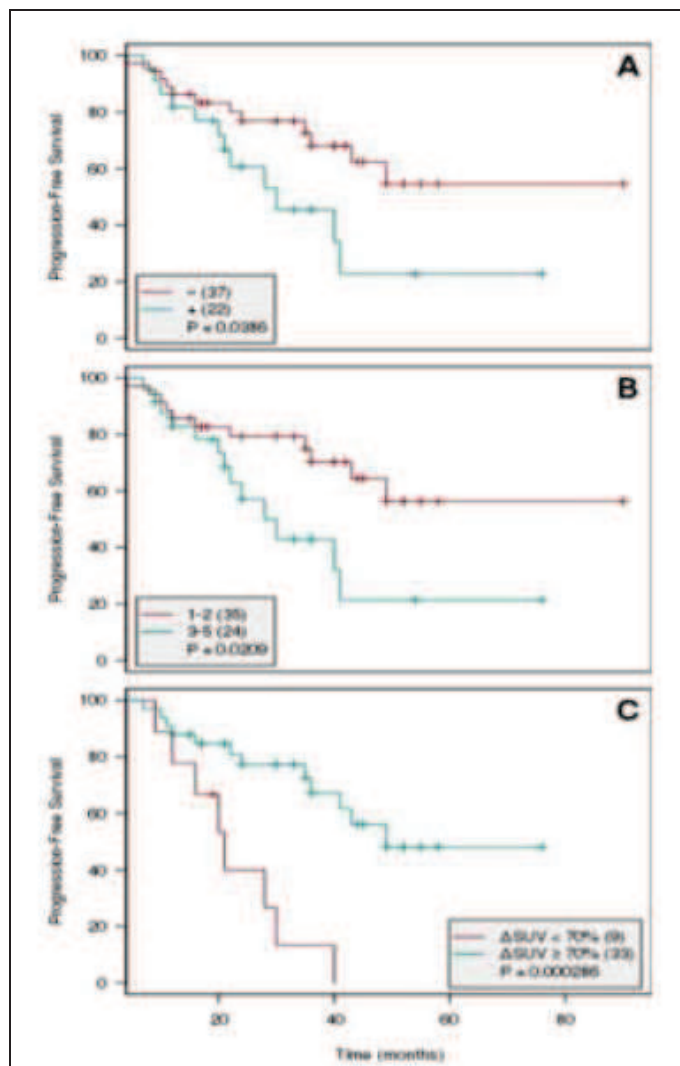 A
100
80
60
40
20
0
Progression-Free Survival
− (37)
+ (22)
P = 0.0386
B
100
80
60
40
20
0
Progression-Free Survival
1-2 (35)
3-5 (24)
P = 0.0209
C
100
80
60
40
20
0
Progression-Free Survival
ΔSUV < 70% (9)
ΔSUV ≥ 70% (33)
P = 0.000286
20 40 60 80
Time (months)